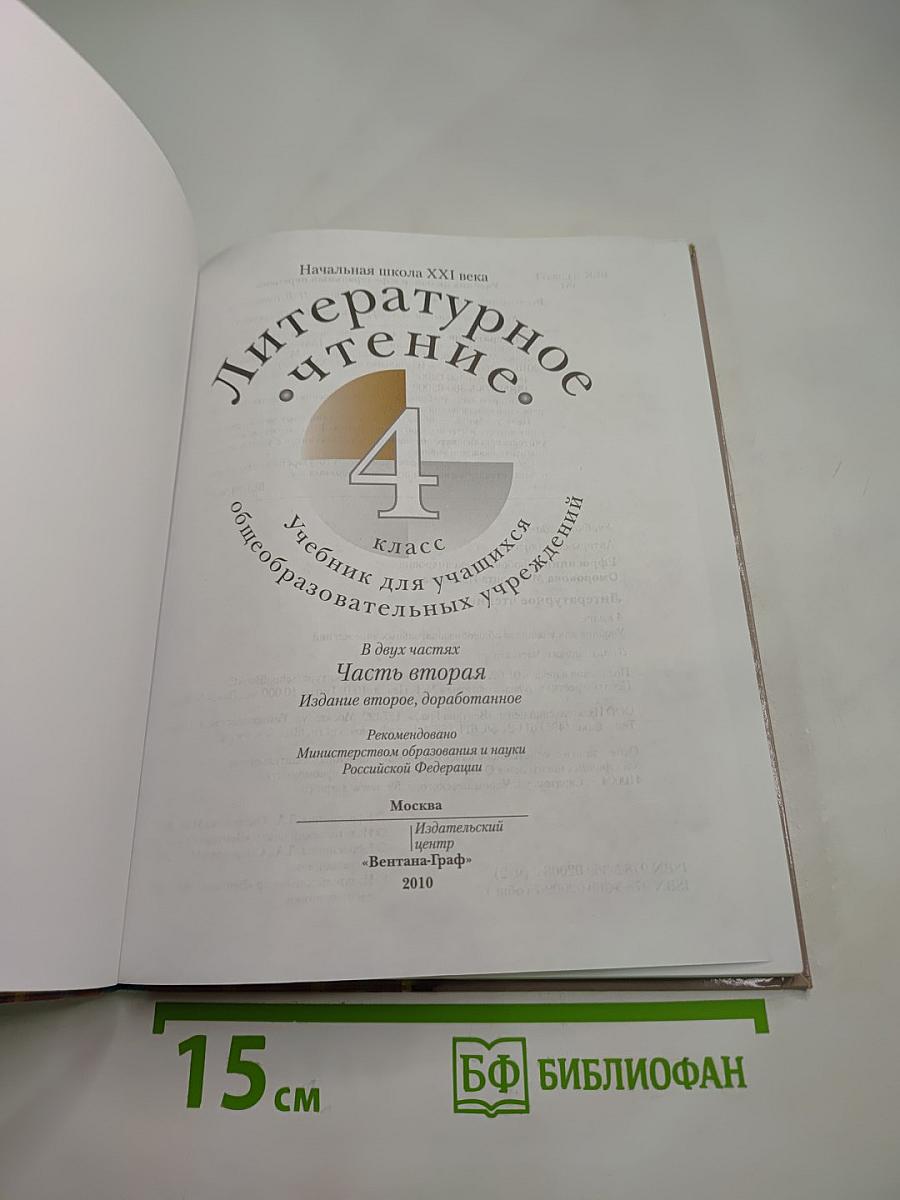 Начальная школа XXI века
Литературное
•чтение•
4
класс
Учебник для учащихся
общеобразовательных учреждений
В двух частях
Часть вторая
Издание второе, доработанное
Рекомендовано
Министерством образования и науки
Российской Федерации
Москва
Издательский
центр
«Вентана-Граф»
2010
15 см
БФ БИБЛИОФАН